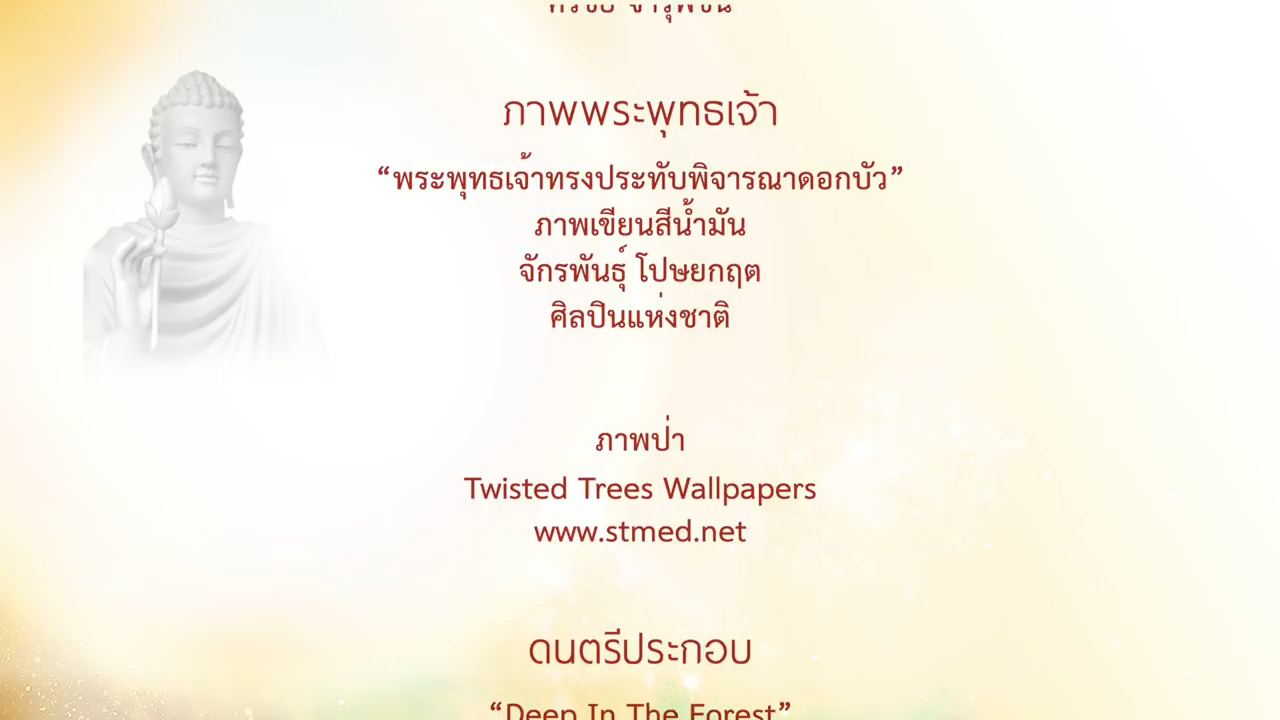 ภาพพระพุทธเจ้า
“พระพุทธเจ้าทรงประทับพิจารณาดอกบัว”
ภาพเขียนสีน้ำมัน
จักรพันธุ์ โปษยกฤต
ศิลปินแห่งชาติ
ภาพป่า
Twisted Trees Wallpapers
www.stmed.net
ดนตรีประกอบ
“Deep In The Forest”